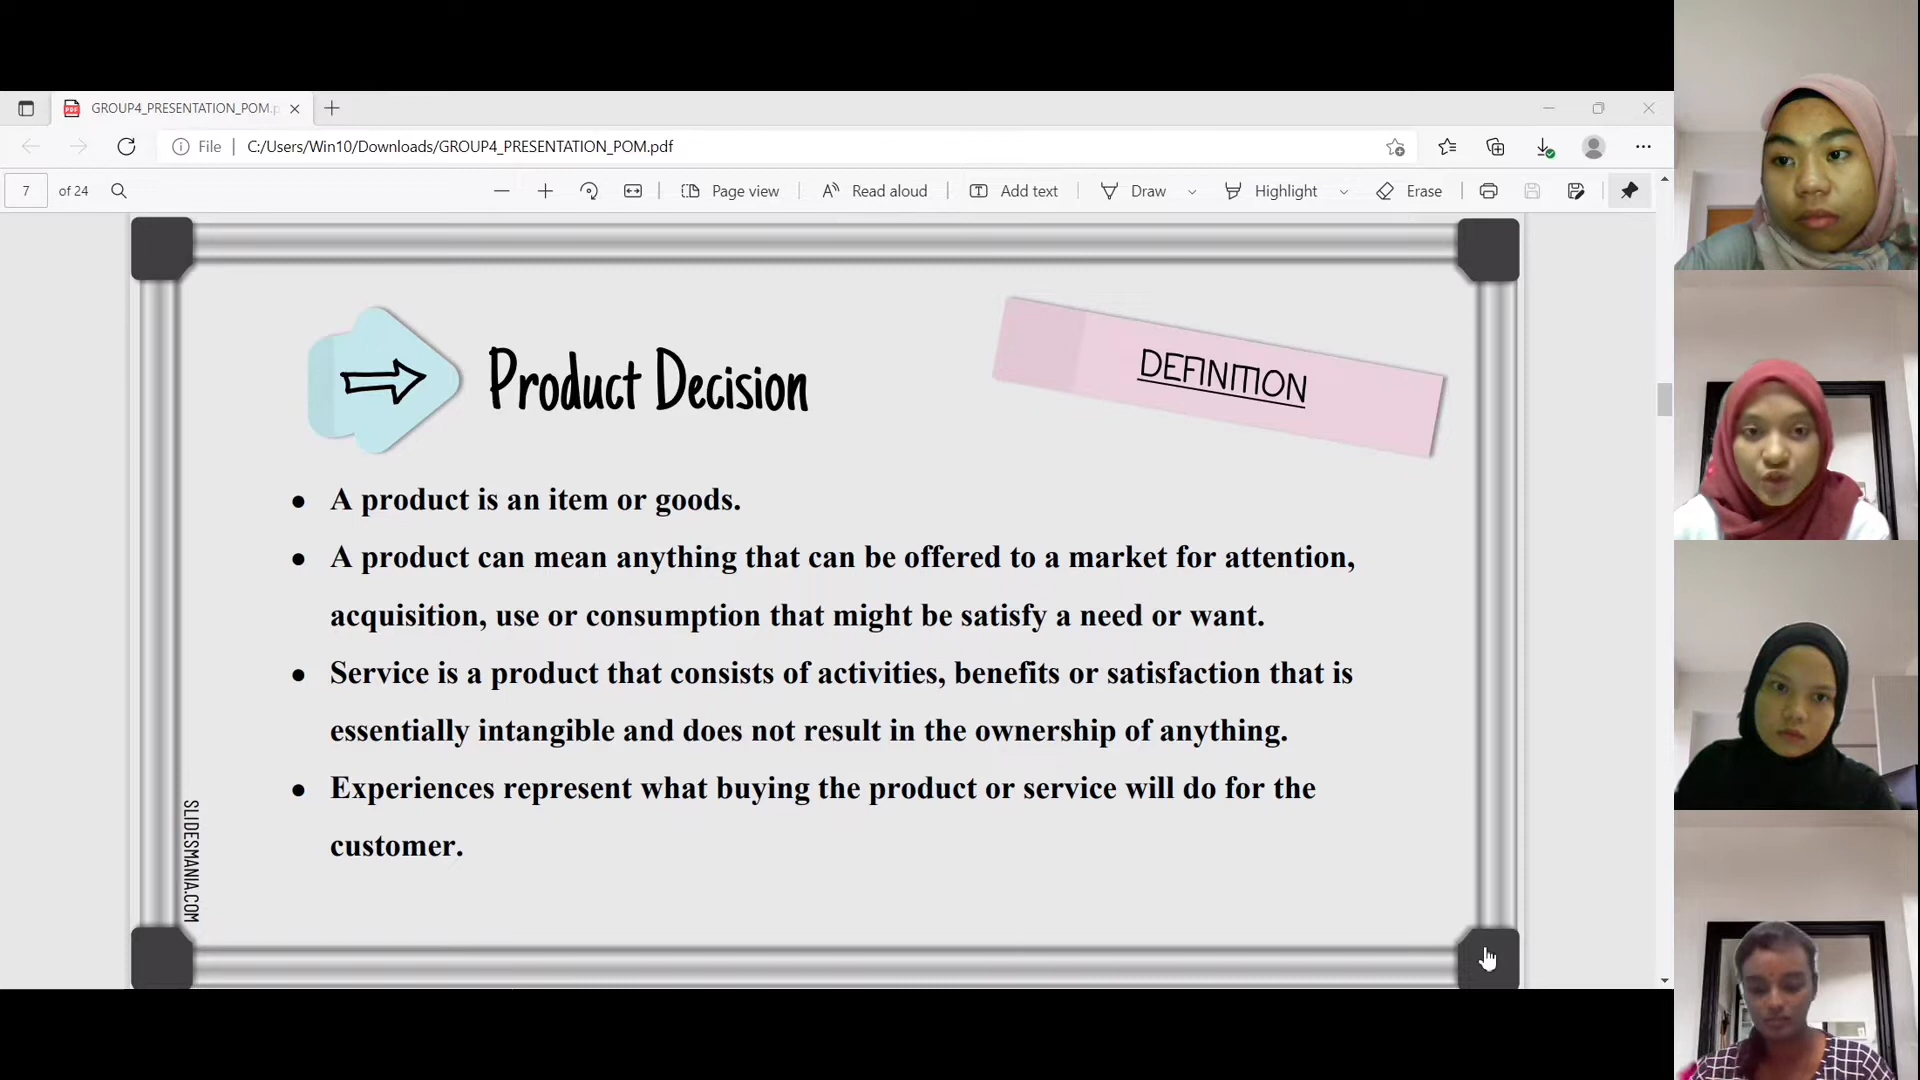 GROUP4_PRESENTATION_POM.p
File
C:/Users/Win10/Downloads/GROUP4_PRESENTATION_POM.pdf
7 of 24
Page view
Read aloud
Add text
Draw
Highlight
Erase
Product Decision
DEFINITION
● A product is an item or goods.
● A product can mean anything that can be offered to a market for attention,
acquisition, use or consumption that might be satisfy a need or want.
● Service is a product that consists of activities, benefits or satisfaction that is
essentially intangible and does not result in the ownership of anything.
● Experiences represent what buying the product or service will do for the
customer.
SLIDESMANIA.COM